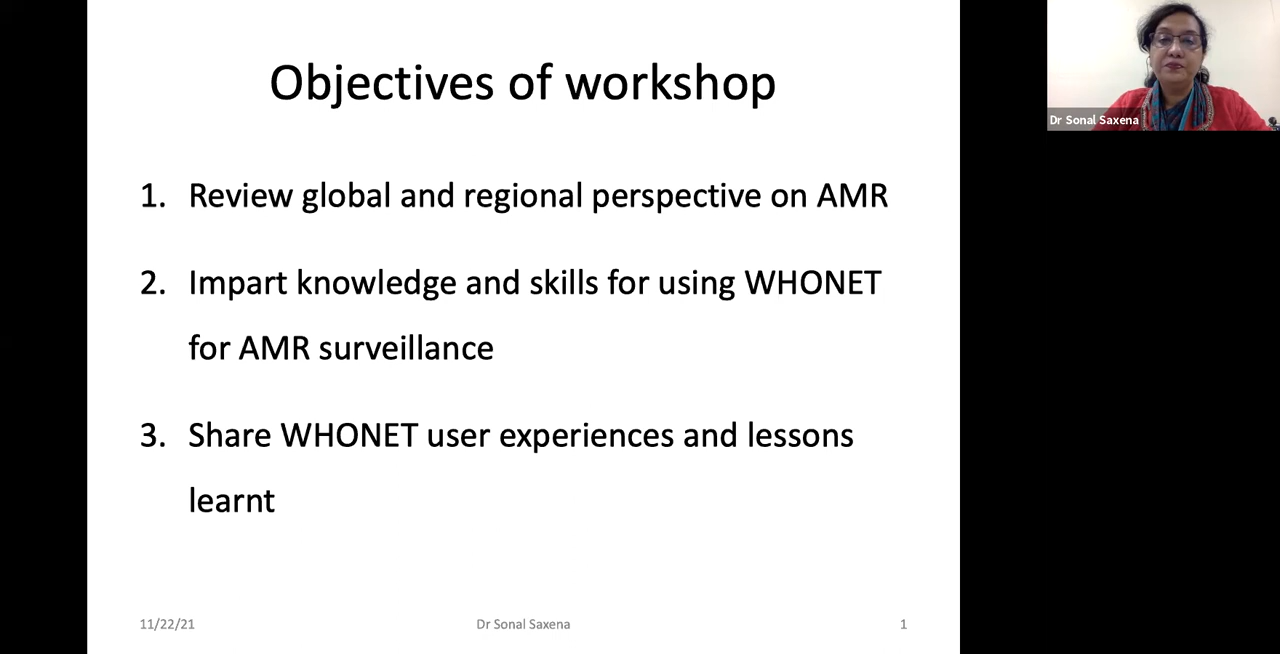 Objectives of workshop
1. Review global and regional perspective on AMR
2. Impart knowledge and skills for using WHONET
for AMR surveillance
3. Share WHONET user experiences and lessons
learnt
11/22/21
Dr Sonal Saxena
1
Dr Sonal Saxena